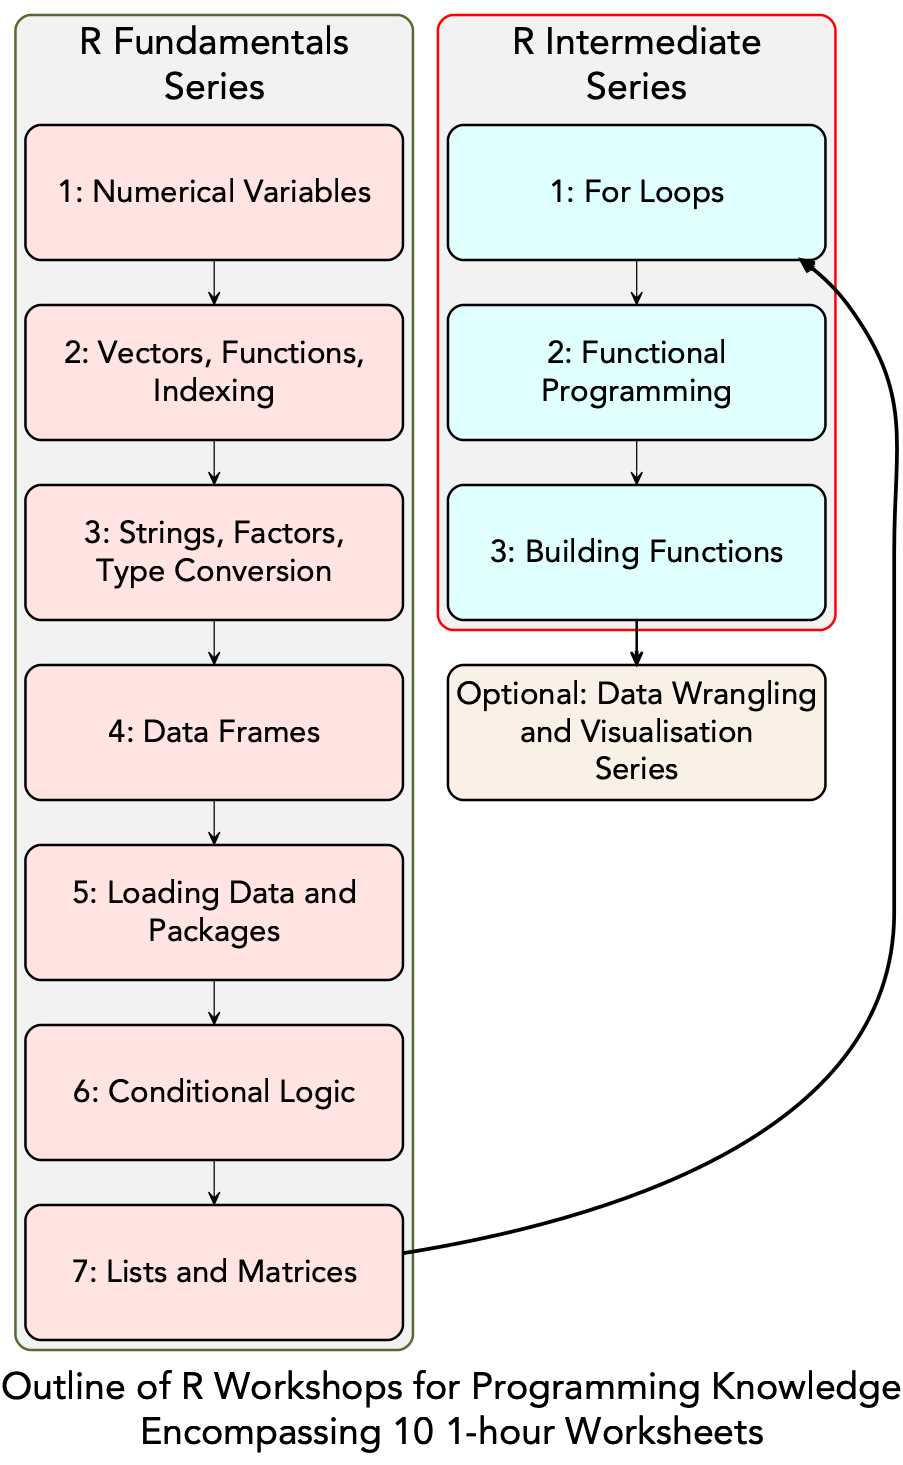 R Fundamentals
Series
1: Numerical Variables
2: Vectors, Functions,
Indexing
3: Strings, Factors,
Type Conversion
4: Data Frames
5: Loading Data and
Packages
6: Conditional Logic
7: Lists and Matrices
R Intermediate
Series
1: For Loops
2: Functional
Programming
3: Building Functions
Optional: Data Wrangling
and Visualisation
Series
Outline of R Workshops for Programming Knowledge
Encompassing 10 1-hour Worksheets